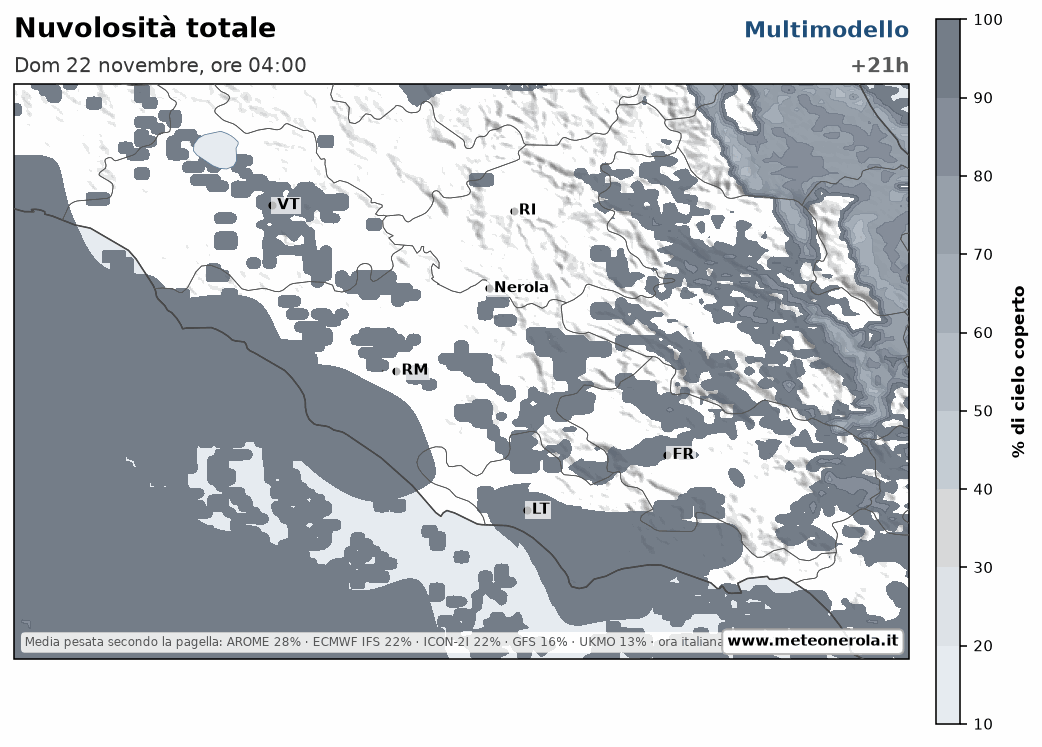 Nuvolosità totale
Multimodello
Dom 22 novembre, ore 04:00
+21h
100
90
80
70
60
50
40
30
20
10
% di cielo coperto
VT
RI
Nerola
RM
FR
LT
Media pesata secondo la pagella: AROME 28% · ECMWF IFS 22% · ICON-2I 22% · GFS 16% · UKMO 13% · ora italiana
www.meteonerola.it